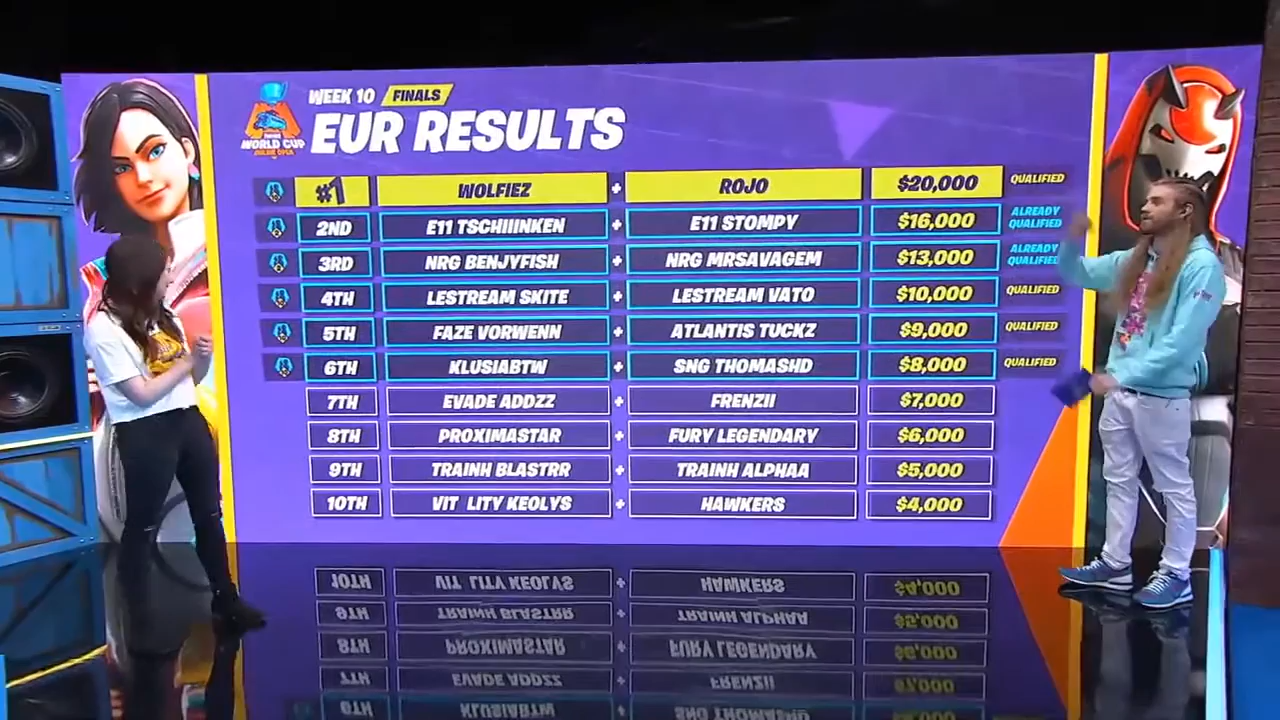 WEEK 10 FINALS
WORLD CUP
ONLINE OPEN
EUR RESULTS
#1 WOLFIEZ + ROJO $20,000 QUALIFIED
2ND E11 TSCHIIINKEN + E11 STOMPY $16,000 ALREADY QUALIFIED
3RD NRG BENJYFISH + NRG MRSAVAGEM $13,000 ALREADY QUALIFIED
4TH LESTREAM SKITE + LESTREAM VATO $10,000 QUALIFIED
5TH FAZE VORWENN + ATLANTIS TUCKZ $9,000 QUALIFIED
6TH KLUSIABTW + SNG THOMASHD $8,000 QUALIFIED
7TH EVADE ADDZZ + FRENZII $7,000
8TH PROXIMASTAR + FURY LEGENDARY $6,000
9TH TRAINH BLASTRR + TRAINH ALPHAA $5,000
10TH VIT LITY KEOLYS + HAWKERS $4,000